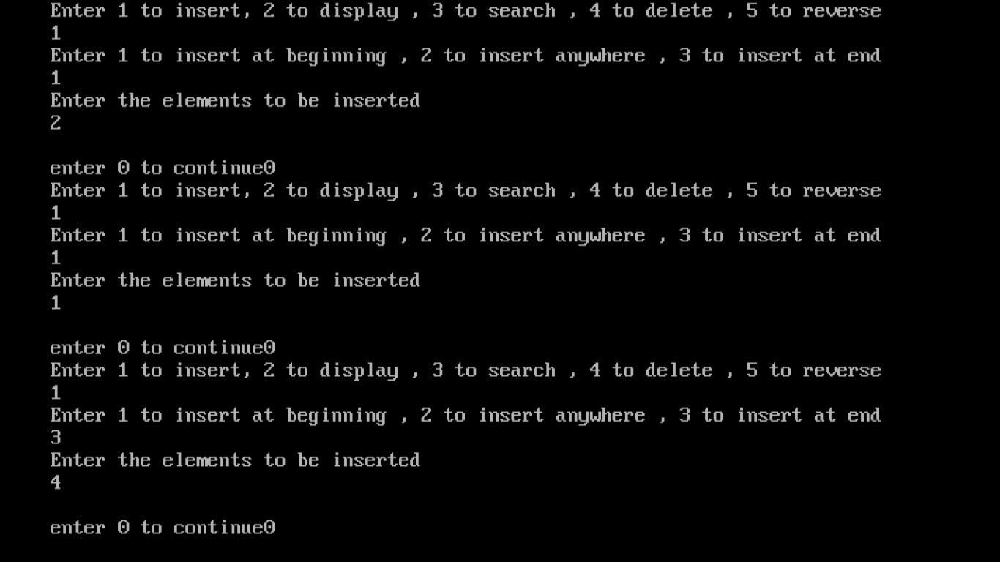 Enter 1 to insert, 2 to display , 3 to search , 4 to delete , 5 to reverse
1
Enter 1 to insert at beginning , 2 to insert anywhere , 3 to insert at end
1
Enter the elements to be inserted
2
enter 0 to continue0
Enter 1 to insert, 2 to display , 3 to search , 4 to delete , 5 to reverse
1
Enter 1 to insert at beginning , 2 to insert anywhere , 3 to insert at end
1
Enter the elements to be inserted
1
enter 0 to continue0
Enter 1 to insert, 2 to display , 3 to search , 4 to delete , 5 to reverse
1
Enter 1 to insert at beginning , 2 to insert anywhere , 3 to insert at end
3
Enter the elements to be inserted
4
enter 0 to continue0